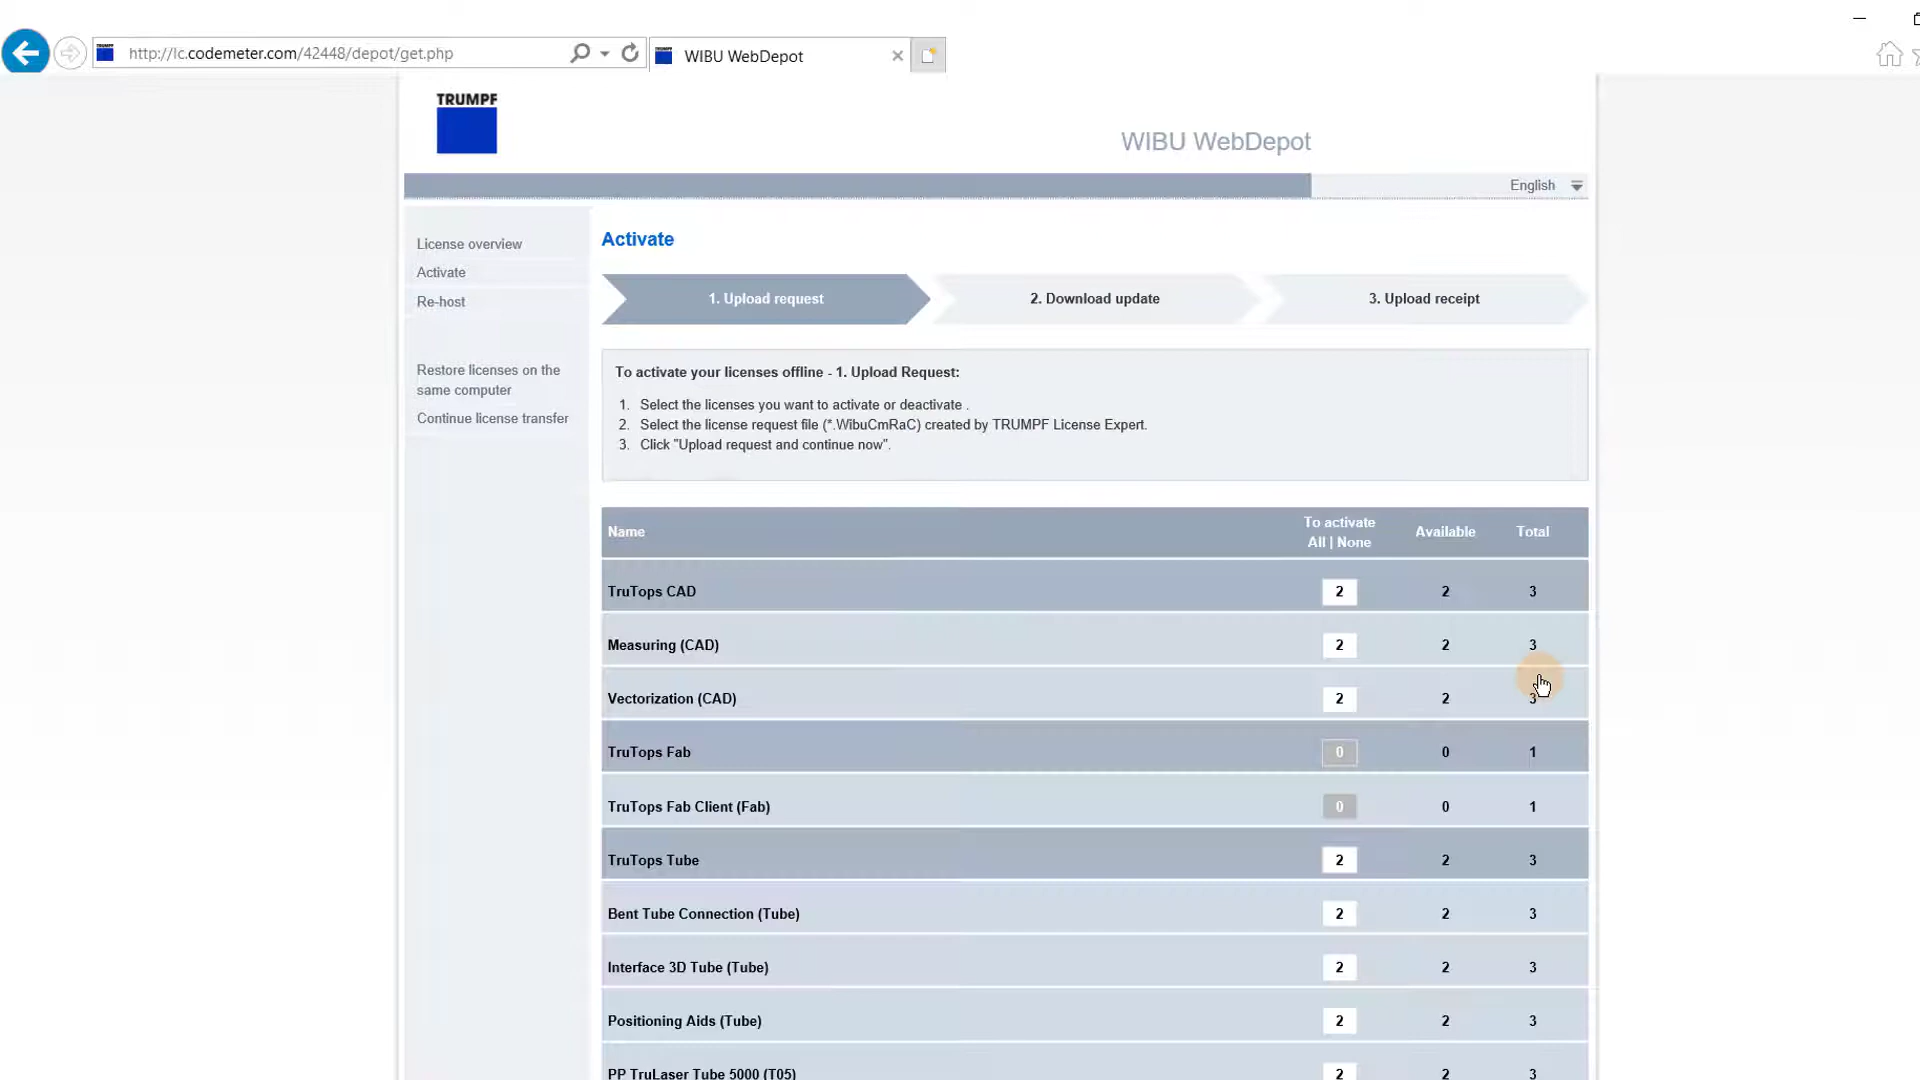 http://lc.codemeter.com/42448/depot/get.php
WIBU WebDepot
TRUMPF
WIBU WebDepot
English
License overview
Activate
Re-host
Restore licenses on the
same computer
Continue license transfer
Activate
1. Upload request
2. Download update
3. Upload receipt
To activate your licenses offline - 1. Upload Request:
1. Select the licenses you want to activate or deactivate .
2. Select the license request file (*.WibuCmRaC) created by TRUMPF License Expert.
3. Click "Upload request and continue now".
Name To activate All | None Available Total
TruTops CAD 2 2 3
Measuring (CAD) 2 2 3
Vectorization (CAD) 2 2 3
TruTops Fab 0 0 1
TruTops Fab Client (Fab) 0 0 1
TruTops Tube 2 2 3
Bent Tube Connection (Tube) 2 2 3
Interface 3D Tube (Tube) 2 2 3
Positioning Aids (Tube) 2 2 3
PP TruLaser Tube 5000 (T05) 2 2 3